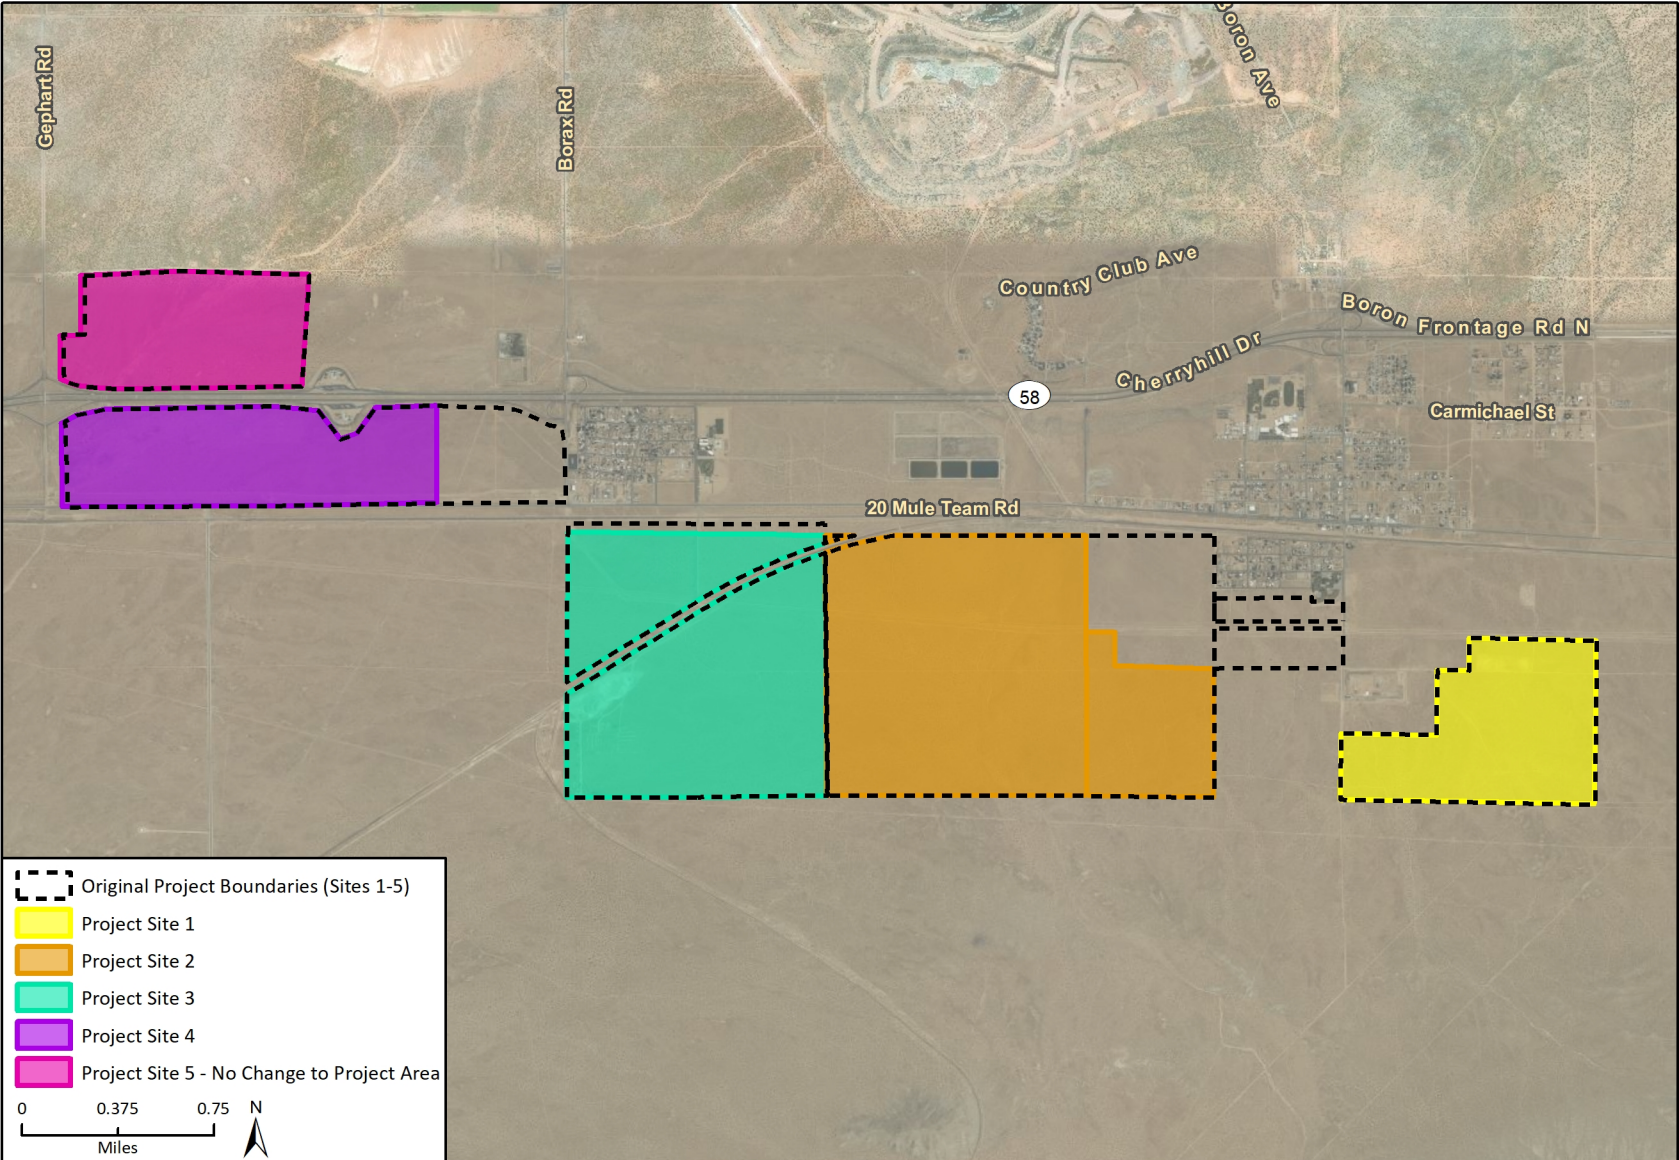 Gephart Rd
Borax Rd
Boron Ave
Country Club Ave
Boron Frontage Rd N
Cherryhill Dr
58
Carmichael St
20 Mule Team Rd
Original Project Boundaries (Sites 1-5)
Project Site 1
Project Site 2
Project Site 3
Project Site 4
Project Site 5 - No Change to Project Area
0 0.375 0.75 N
Miles